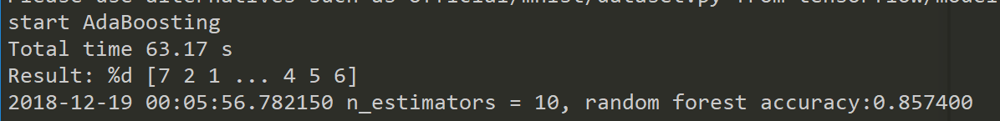 Please use alternatives such as official/mnist/dataset.py from tensorflow/model
start AdaBoosting
Total time 63.17 s
Result: %d [7 2 1 ... 4 5 6]
2018-12-19 00:05:56.782150 n_estimators = 10, random forest accuracy:0.857400